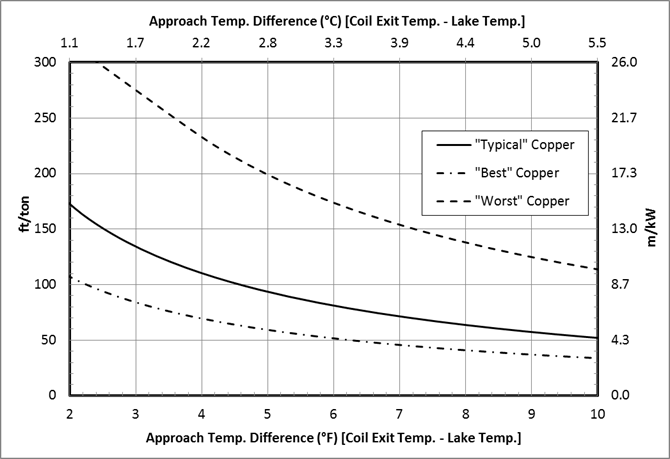 Approach Temp. Difference (°C) [Coil Exit Temp. - Lake Temp.]
1.1 1.7 2.2 2.8 3.3 3.9 4.4 5.0 5.5
300 26.0
250 21.7
"Typical" Copper
"Best" Copper
"Worst" Copper
200 17.3
ft/ton
150 13.0
m/kW
100 8.7
50 4.3
0 0.0
2 3 4 5 6 7 8 9 10
Approach Temp. Difference (°F) [Coil Exit Temp. - Lake Temp.]